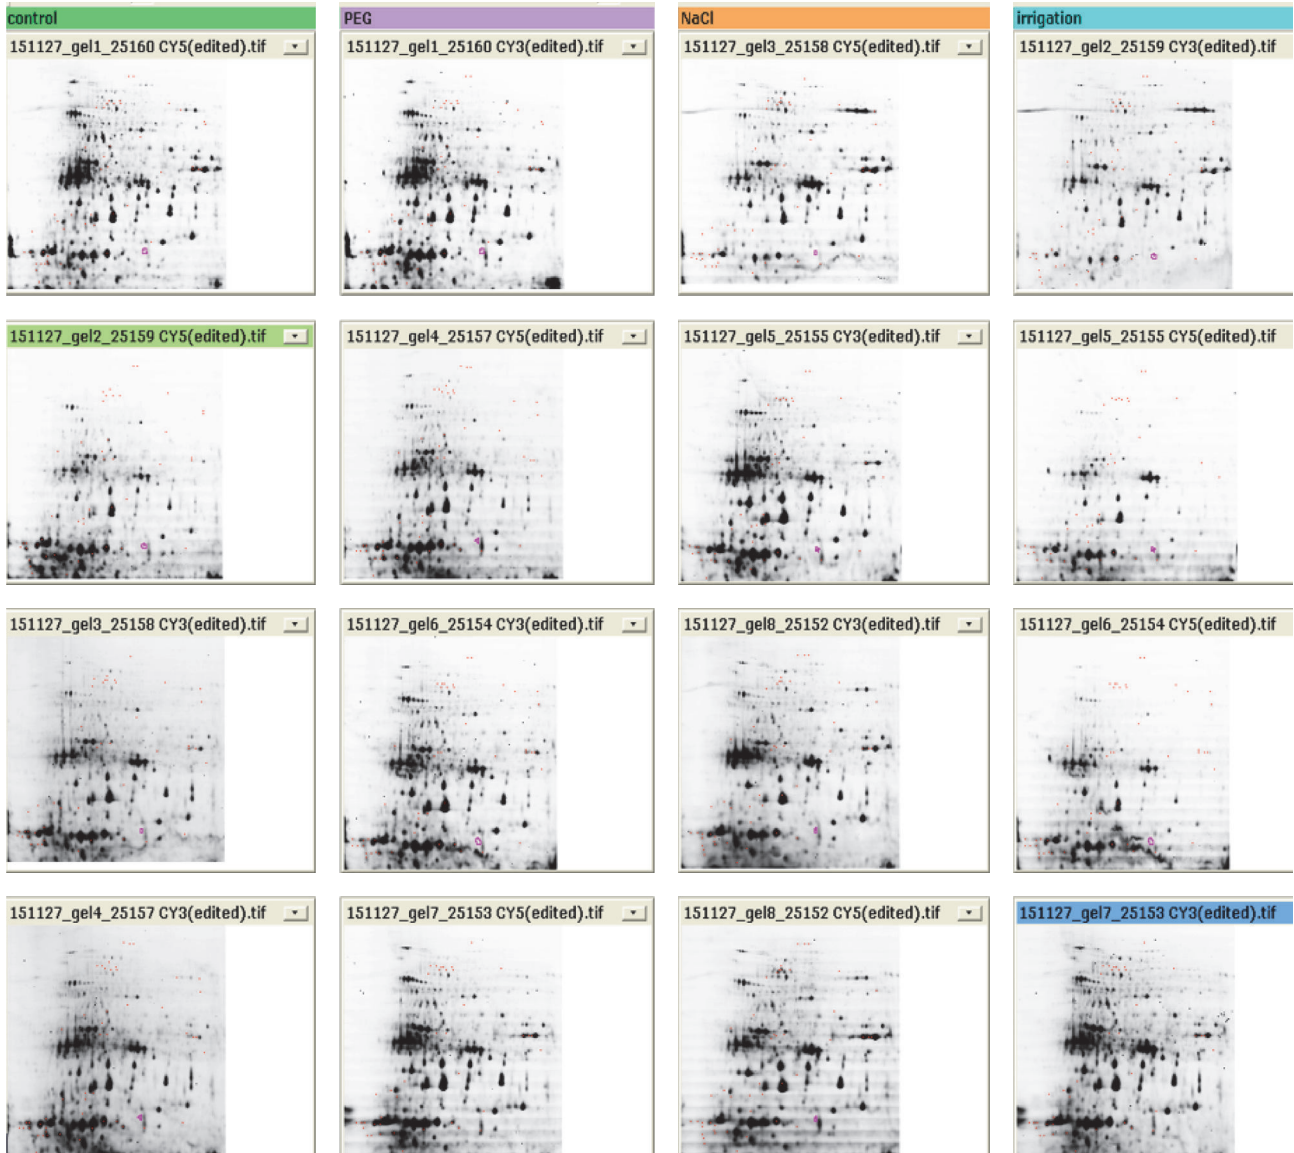 control
PEG
NaCl
irrigation
151127_gel1_25160 CY5(edited).tif
151127_gel1_25160 CY3(edited).tif
151127_gel3_25158 CY5(edited).tif
151127_gel2_25159 CY3(edited).tif
151127_gel2_25159 CY5(edited).tif
151127_gel4_25157 CY5(edited).tif
151127_gel5_25155 CY3(edited).tif
151127_gel5_25155 CY5(edited).tif
151127_gel3_25158 CY3(edited).tif
151127_gel6_25154 CY3(edited).tif
151127_gel8_25152 CY3(edited).tif
151127_gel6_25154 CY5(edited).tif
151127_gel4_25157 CY3(edited).tif
151127_gel7_25153 CY5(edited).tif
151127_gel8_25152 CY5(edited).tif
151127_gel7_25153 CY3(edited).tif